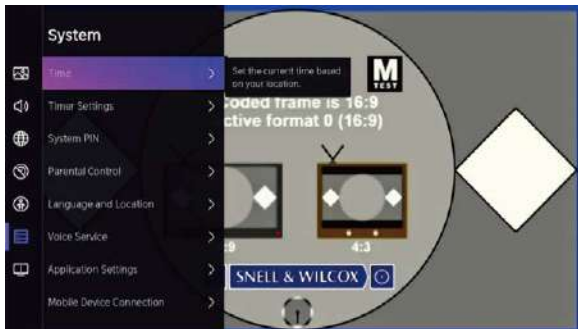 System
Time
Set the current time based
on your location.
Timer Settings
System PIN
Parental Control
Language and Location
Voice Service
Application Settings
Mobile Device Connection
M
TEST
Coded frame is 16:9
ctive format 0 (16:9)
:9
4:3
SNELL & WILCOX